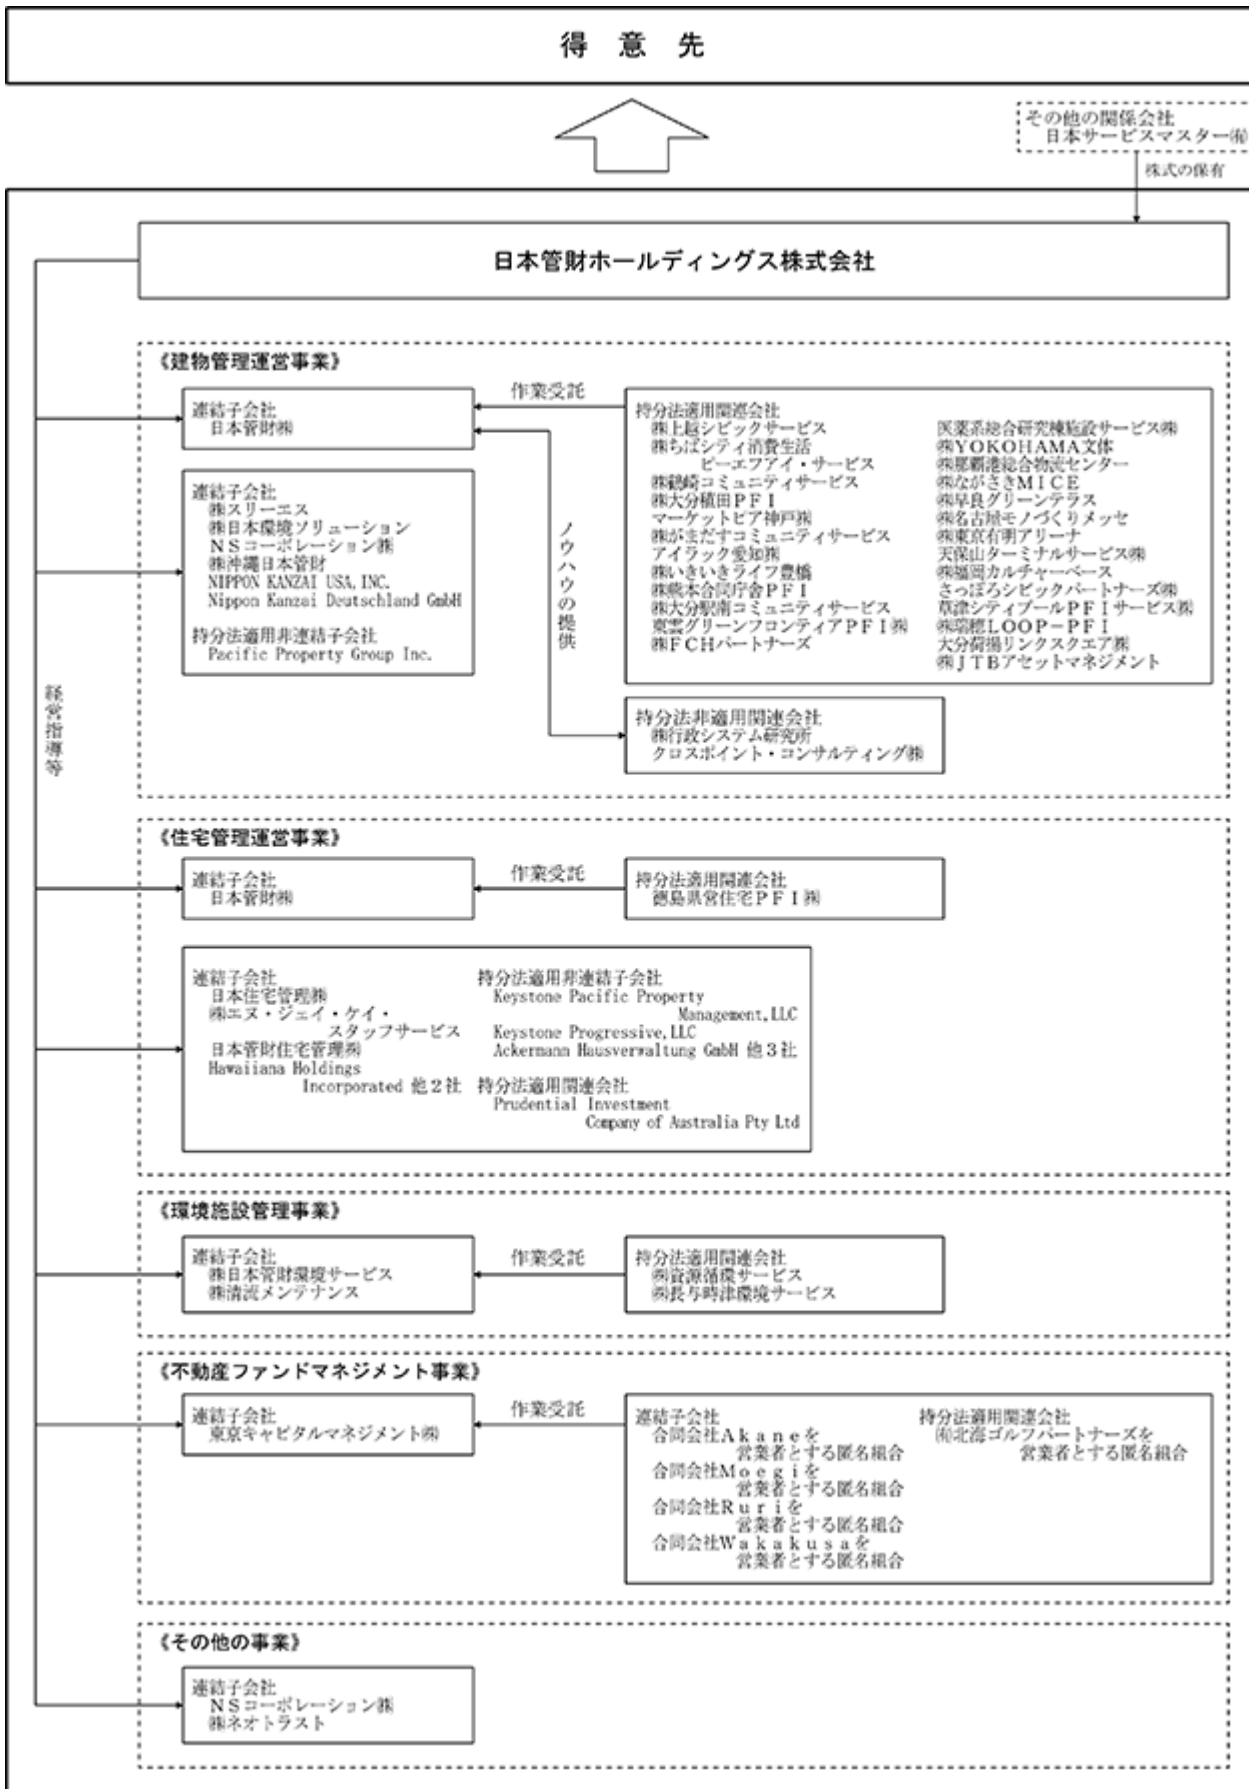 得意先
その他の関係会社
日本サービスマスター㈲
株式の保有
日本管財ホールディングス株式会社
経営指導等
《建物管理運営事業》
連結子会社
日本管財㈱
作業受託
ノウハウの提供
連結子会社
㈱スリーエス
㈱日本環境ソリューション
NSコーポレーション㈱
㈱沖縄日本管財
NIPPON KANZAI USA, INC.
Nippon Kanzai Deutschland GmbH
持分法適用非連結子会社
Pacific Property Group Inc.
持分法適用関連会社
㈱上越シビックサービス
㈱ちばシティ消費生活
ピーエフアイ・サービス
㈱鶴崎コミュニティサービス
㈱大分稙田PFI
マーケットピア神戸㈱
㈱がまだすコミュニティサービス
アイラック愛知㈱
㈱いきいきライフ豊橋
㈱熊本合同庁舎PFI
㈱大分駅南コミュニティサービス
東雲グリーンフロンティアPFI㈱
㈱FCHパートナーズ
医薬系総合研究棟施設サービス㈱
㈱YOKOHAMA文体
㈱那覇港総合物流センター
㈱ながさきMICE
㈱早良グリーンテラス
㈱名古屋モノづくりメッセ
㈱東京有明アリーナ
天保山ターミナルサービス㈱
㈱福岡カルチャーベース
さっぽろシビックパートナーズ㈱
草津シティプールPFIサービス㈱
㈱瑞穂LOOP-PFI
大分荷揚リンクスクエア㈱
㈱JTBアセットマネジメント
持分法非適用関連会社
㈱行政システム研究所
クロスポイント・コンサルティング㈱
《住宅管理運営事業》
連結子会社
日本管財㈱
作業受託
持分法適用関連会社
徳島県営住宅PFI㈱
連結子会社
日本住宅管理㈱
㈱エヌ・ジェイ・ケイ・
スタッフサービス
日本管財住宅管理㈱
Hawaiiana Holdings
Incorporated 他2社
持分法適用非連結子会社
Keystone Pacific Property
Management, LLC
Keystone Progressive, LLC
Ackermann Hausverwaltung GmbH 他3社
持分法適用関連会社
Prudential Investment
Company of Australia Pty Ltd
《環境施設管理事業》
連結子会社
㈱日本管財環境サービス
㈱清流メンテナンス
作業受託
持分法適用関連会社
㈱資源循環サービス
㈱長与時津環境サービス
《不動産ファンドマネジメント事業》
連結子会社
東京キャピタルマネジメント㈱
作業受託
連結子会社
合同会社Akaneを
営業者とする匿名組合
合同会社Moegiを
営業者とする匿名組合
合同会社Ruriを
営業者とする匿名組合
合同会社Wakakusaを
営業者とする匿名組合
持分法適用関連会社
㈲北海ゴルフパートナーズを
営業者とする匿名組合
《その他の事業》
連結子会社
NSコーポレーション㈱
㈱ネオトラスト